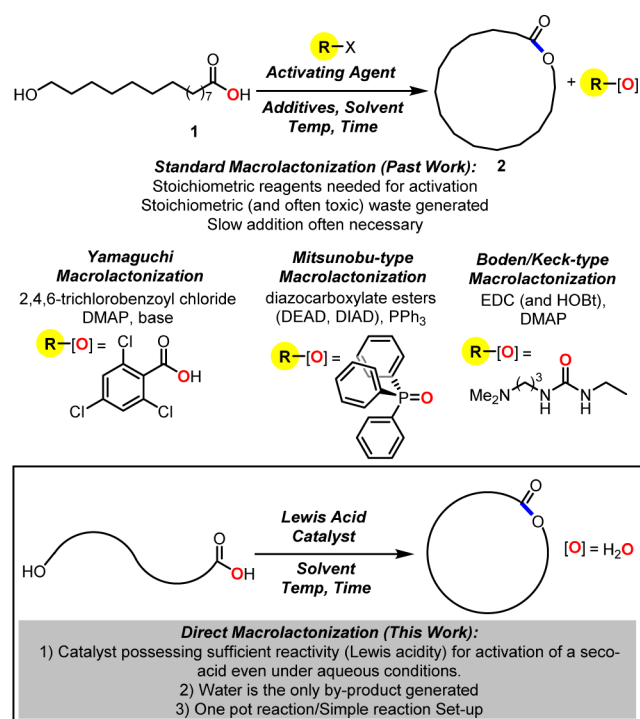 R–X
Activating Agent
Additives, Solvent
Temp, Time
HO
( )7
O
OH
1
O
O
2
+ R–[O]
Standard Macrolactonization (Past Work):
Stoichiometric reagents needed for activation
Stoichiometric (and often toxic) waste generated
Slow addition often necessary
Yamaguchi
Macrolactonization
2,4,6-trichlorobenzoyl chloride
DMAP, base
R–[O] =
Cl
O
OH
Cl
Cl
Mitsunobu-type
Macrolactonization
diazocarboxylate esters
(DEAD, DIAD), PPh3
R–[O] =
P=O
Boden/Keck-type
Macrolactonization
EDC (and HOBt),
DMAP
R–[O] =
O
( )3
Me2N
N
H
N
H
HO
O
OH
Lewis Acid
Catalyst
Solvent
Temp, Time
O
O
[O] = H2O
Direct Macrolactonization (This Work):
1) Catalyst possessing sufficient reactivity (Lewis acidity) for activation of a seco-
acid even under aqueous conditions.
2) Water is the only by-product generated
3) One pot reaction/Simple reaction Set-up